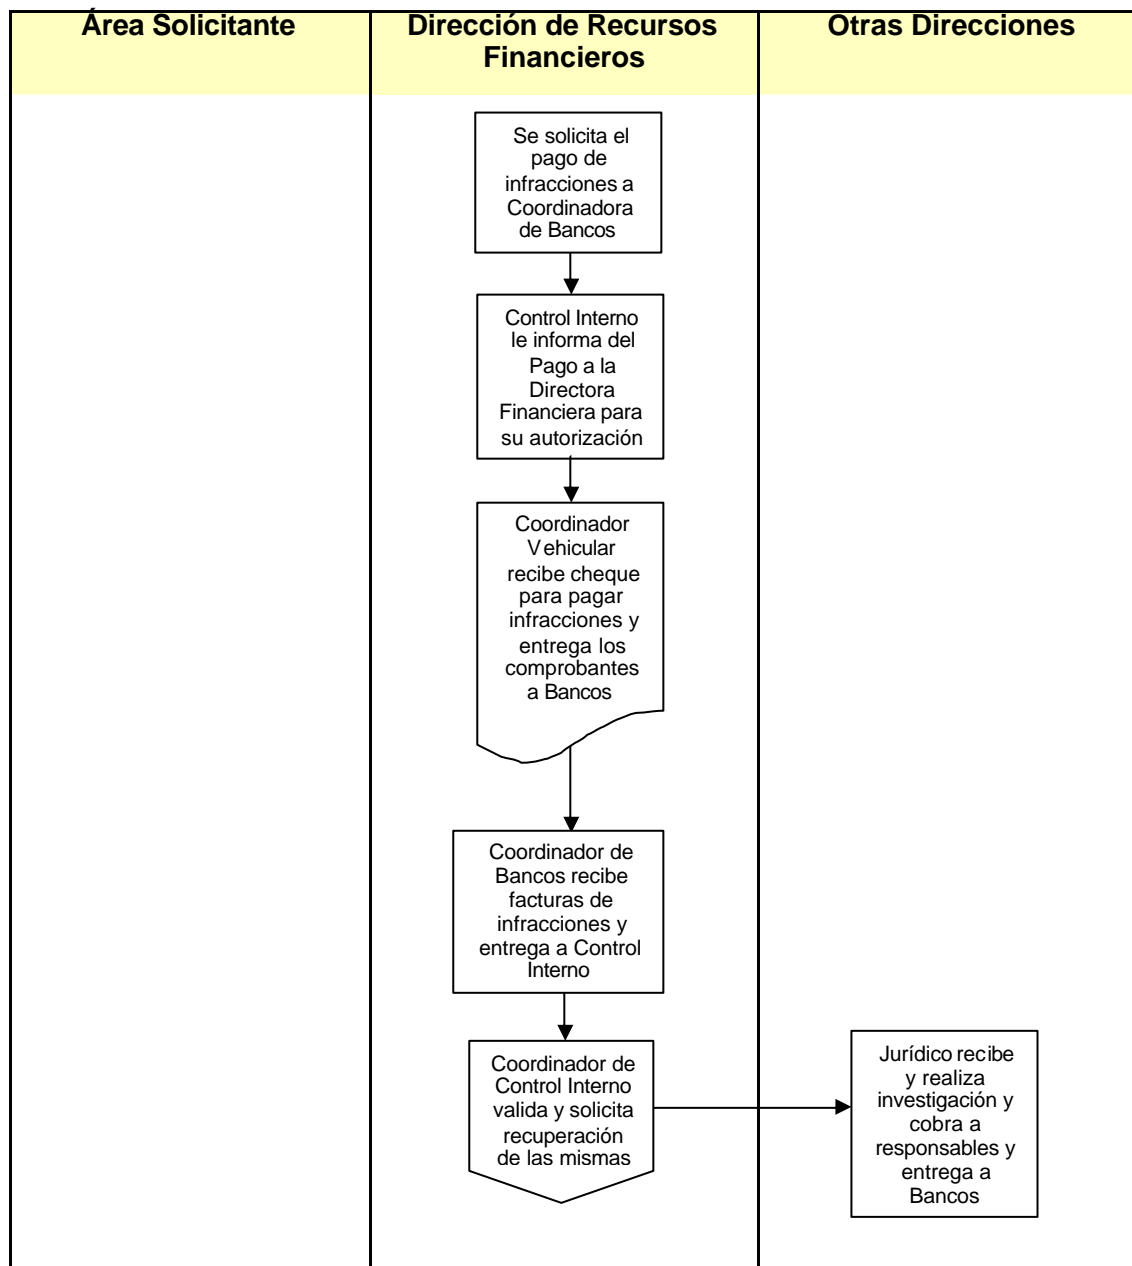 Área Solicitante
Dirección de Recursos
Financieros
Otras Direcciones
Se solicita el
pago de
infracciones a
Coordinadora
de Bancos
Control Interno
le informa del
Pago a la
Directora
Financiera para
su autorización
Coordinador
Vehicular
recibe cheque
para pagar
infracciones y
entrega los
comprobantes
a Bancos
Coordinador de
Bancos recibe
facturas de
infracciones y
entrega a Control
Interno
Coordinador de
Control Interno
valida y solicita
recuperación
de las mismas
Jurídico recibe
y realiza
investigación y
cobra a
responsables y
entrega a
Bancos